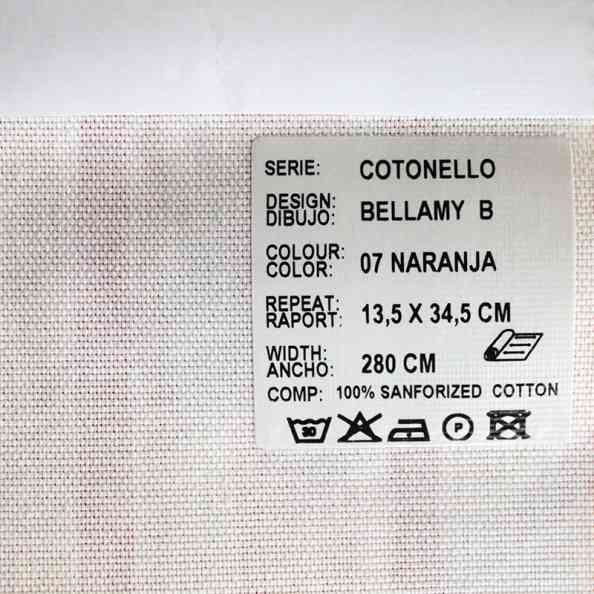 SERIE: COTONELLO
DESIGN:
DIBUJO: BELLAMY B
COLOUR:
COLOR: 07 NARANJA
REPEAT:
RAPORT: 13,5 X 34,5 CM
WIDTH:
ANCHO: 280 CM
COMP: 100% SANFORIZED COTTON
30 P